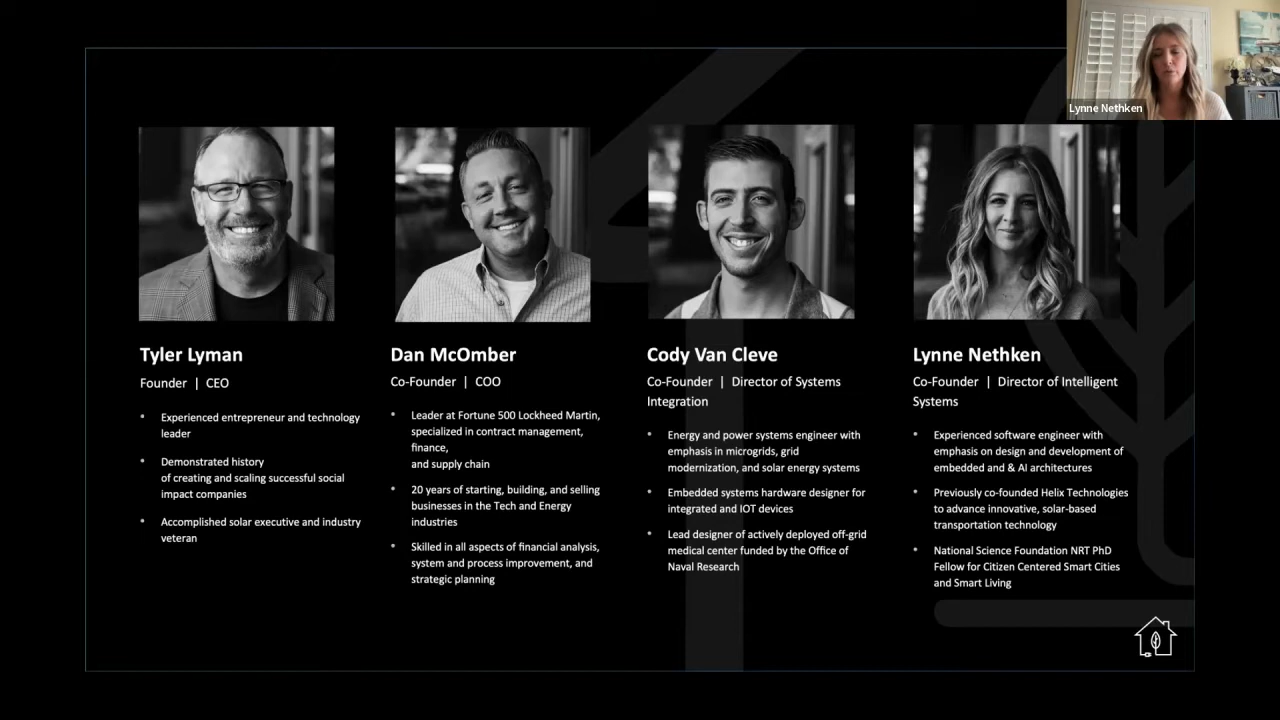 Lynne Nethken
Tyler Lyman
Founder | CEO
• Experienced entrepreneur and technology
leader
• Demonstrated history
of creating and scaling successful social
impact companies
• Accomplished solar executive and industry
veteran
Dan McOmber
Co-Founder | COO
• Leader at Fortune 500 Lockheed Martin,
specialized in contract management,
finance,
and supply chain
• 20 years of starting, building, and selling
businesses in the Tech and Energy
industries
• Skilled in all aspects of financial analysis,
system and process improvement, and
strategic planning
Cody Van Cleve
Co-Founder | Director of Systems
Integration
• Energy and power systems engineer with
emphasis in microgrids, grid
modernization, and solar energy systems
• Embedded systems hardware designer for
integrated and IOT devices
• Lead designer of actively deployed off-grid
medical center funded by the Office of
Naval Research
Lynne Nethken
Co-Founder | Director of Intelligent
Systems
• Experienced software engineer with
emphasis on design and development of
embedded and & AI architectures
• Previously co-founded Helix Technologies
to advance innovative, solar-based
transportation technology
• National Science Foundation NRT PhD
Fellow for Citizen Centered Smart Cities
and Smart Living